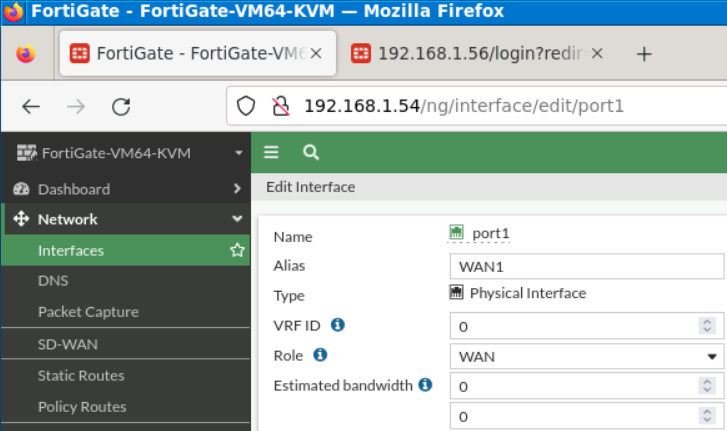 FortiGate - FortiGate-VM64-KVM — Mozilla Firefox
FortiGate - FortiGate-VM6
192.168.1.56/login?redir
192.168.1.54/ng/interface/edit/port1
FortiGate-VM64-KVM
Dashboard
Network
Interfaces
DNS
Packet Capture
SD-WAN
Static Routes
Policy Routes
Edit Interface
Name port1
Alias WAN1
Type Physical Interface
VRF ID 0
Role WAN
Estimated bandwidth 0
0